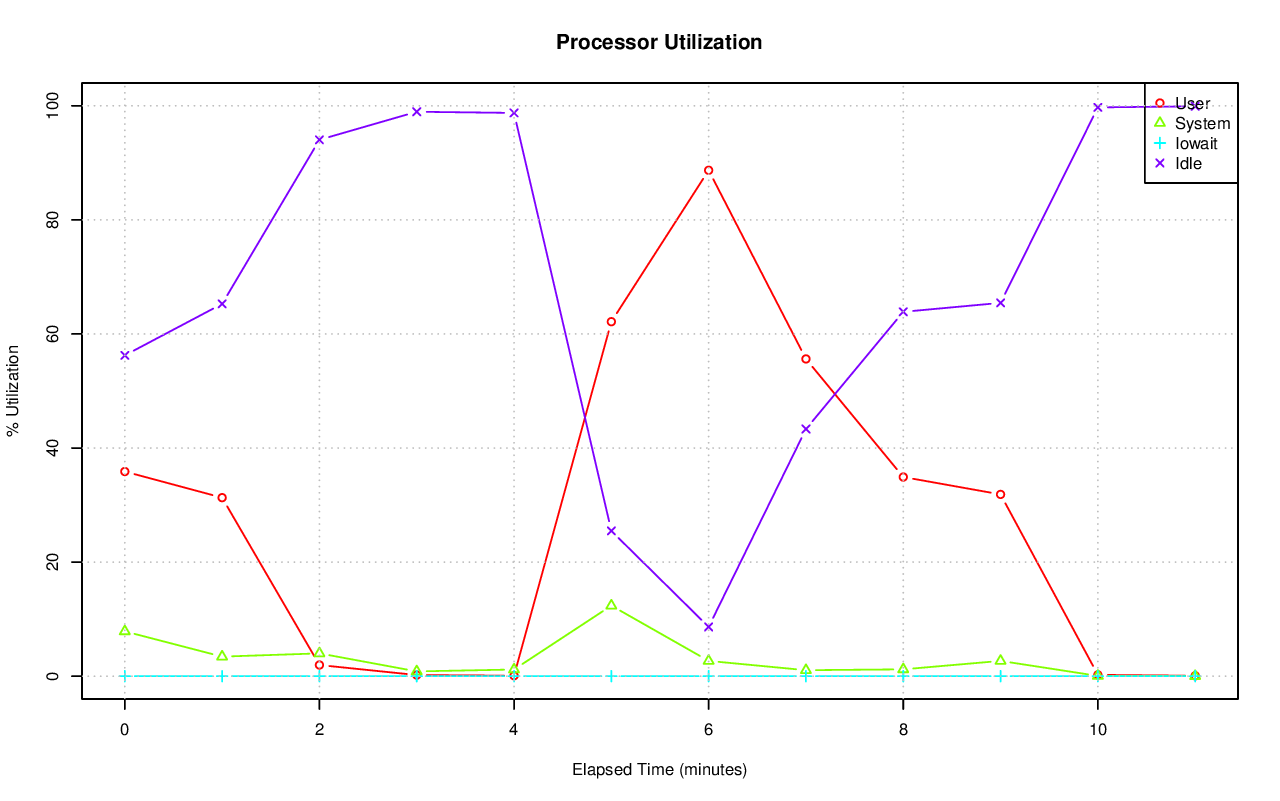 Processor Utilization
% Utilization
100
80
60
40
20
0
User
System
Iowait
Idle
0 2 4 6 8 10
Elapsed Time (minutes)